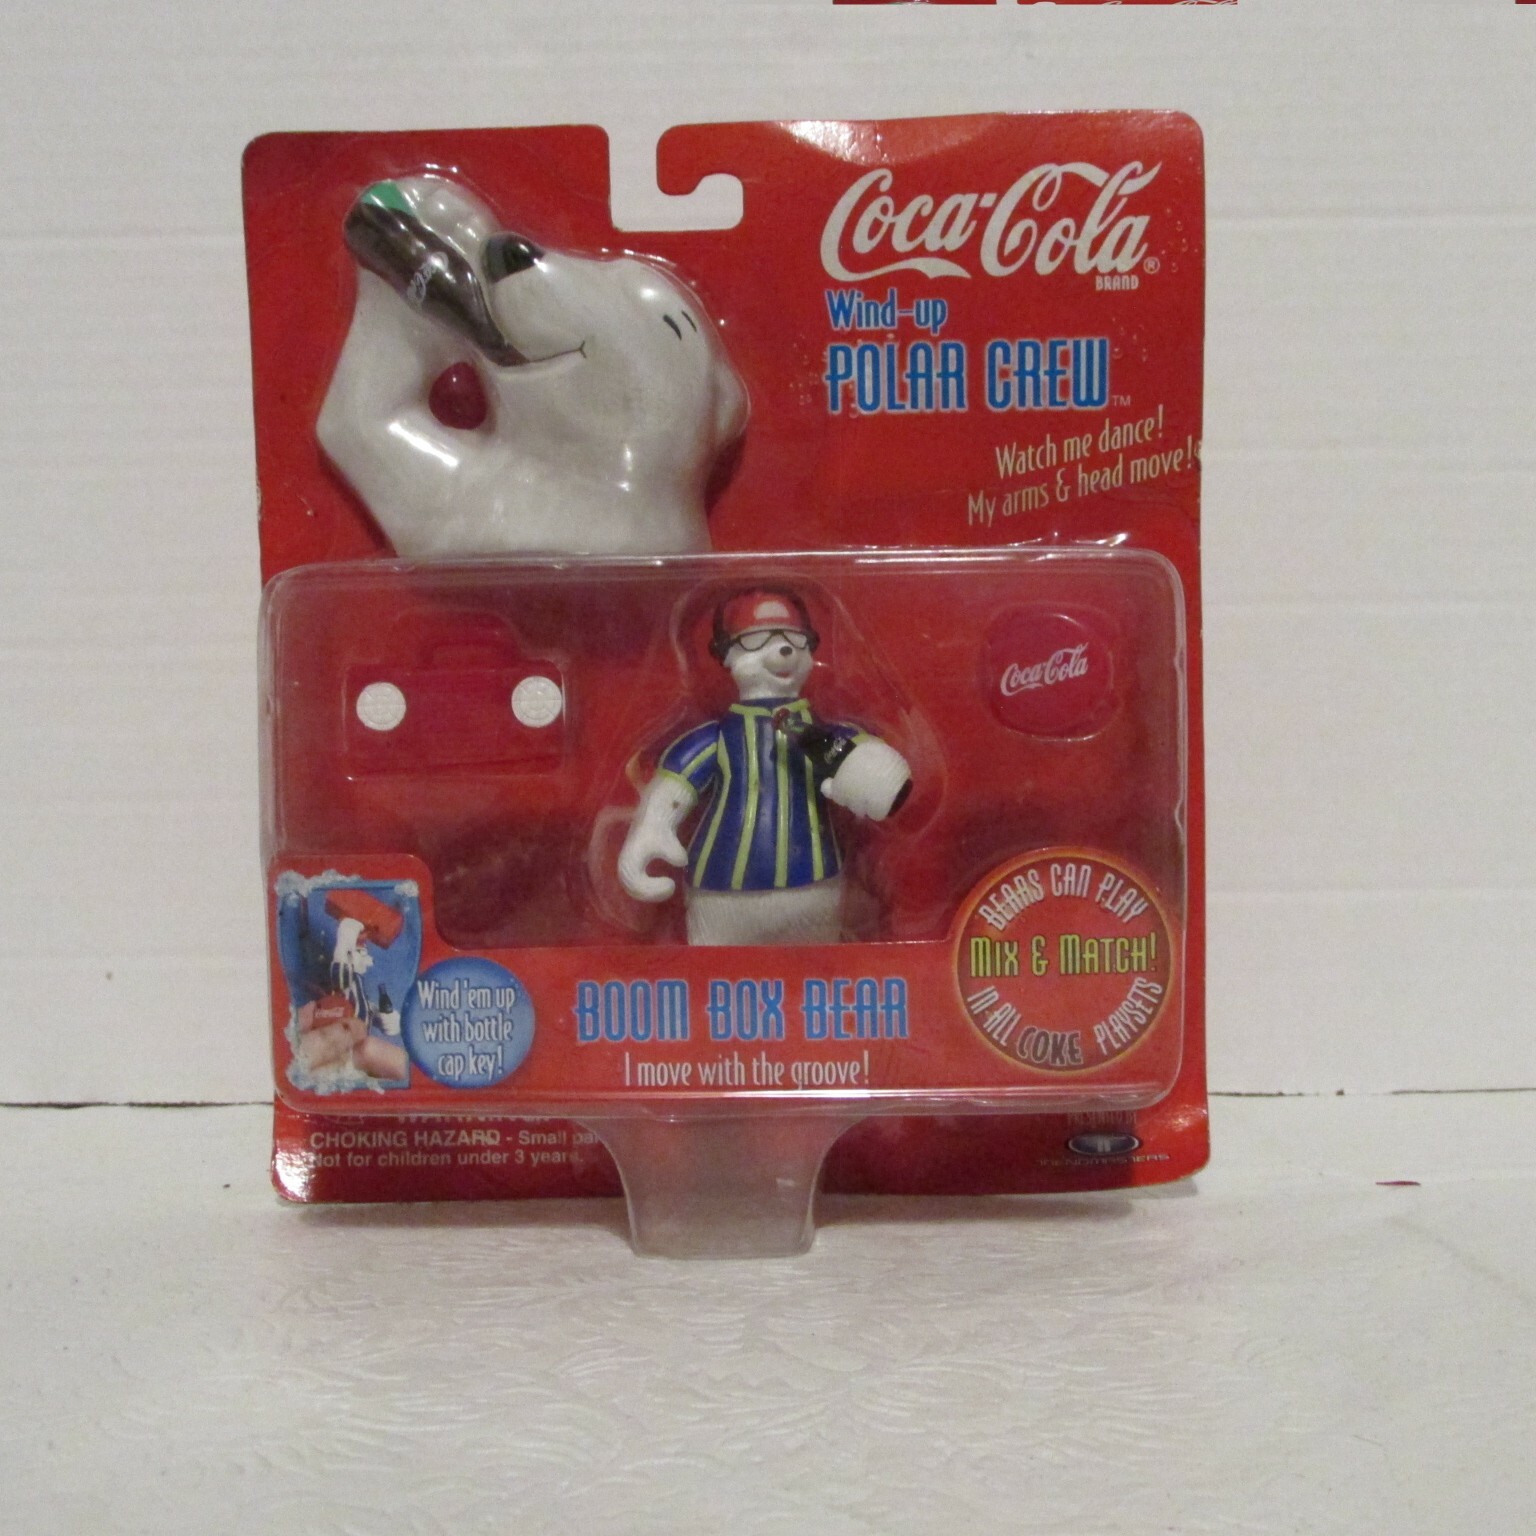 Coca-Cola®
BRAND
Wind-up
POLAR CREW™
Watch me dance!
My arms & head move!
Coca-Cola
BEARS CAN PLAY
MIX & MATCH!
IN ALL COKE PLAYSETS
Wind 'em up
with bottle
cap key!
BOOM BOX BEAR
I move with the groove!
CHOKING HAZARD - Small
Not for children under 3 years.